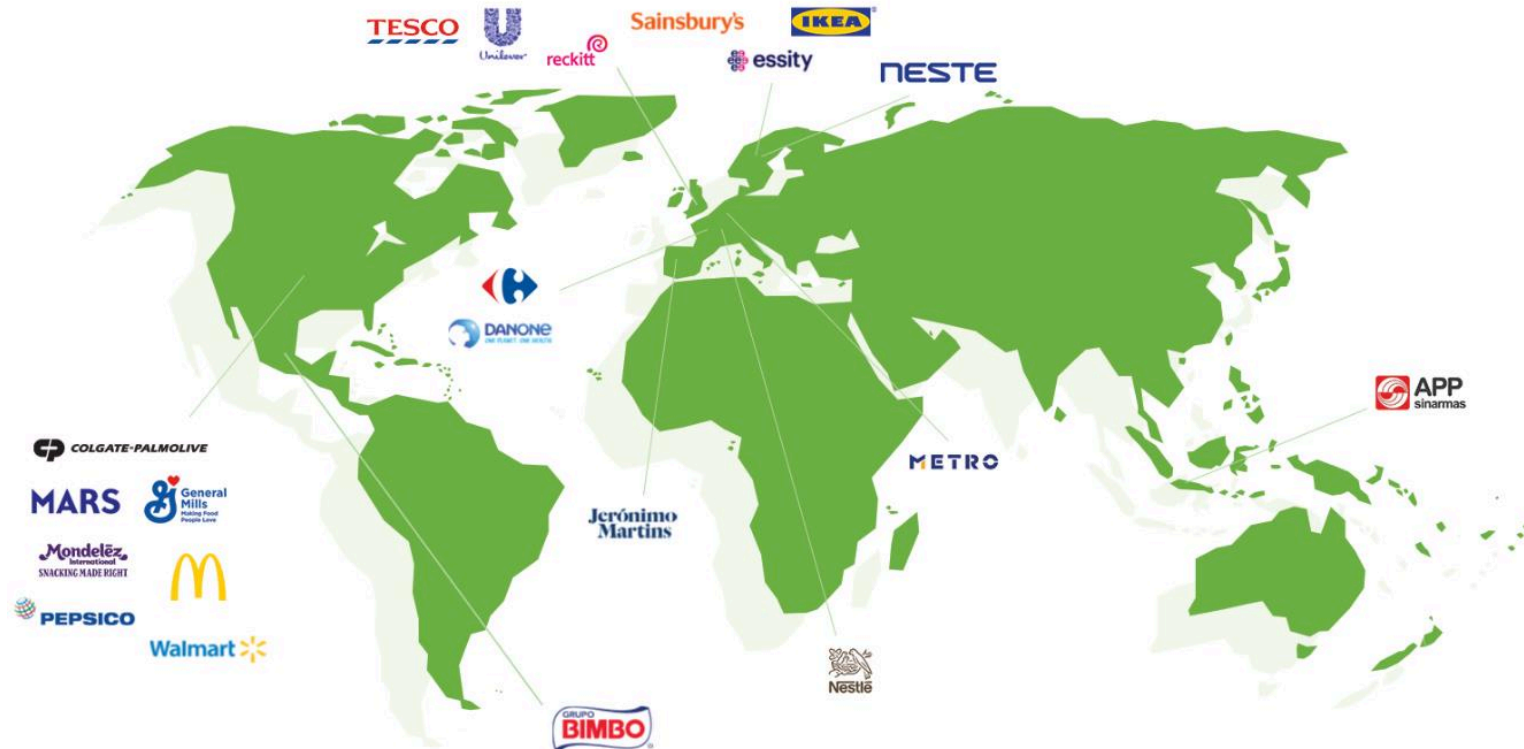 TESCO
Unilever
reckitt
Sainsbury's
IKEA
essity
NESTE
DANONE
ONE PLANET. ONE HEALTH
APP
sinarmas
CP COLGATE-PALMOLIVE
METRO
MARS
General
Mills
Making Food
People Love
Jerónimo
Martins
Mondelēz
International
SNACKING MADE RIGHT
PEPSICO
Walmart
Nestlé
GRUPO
BIMBO